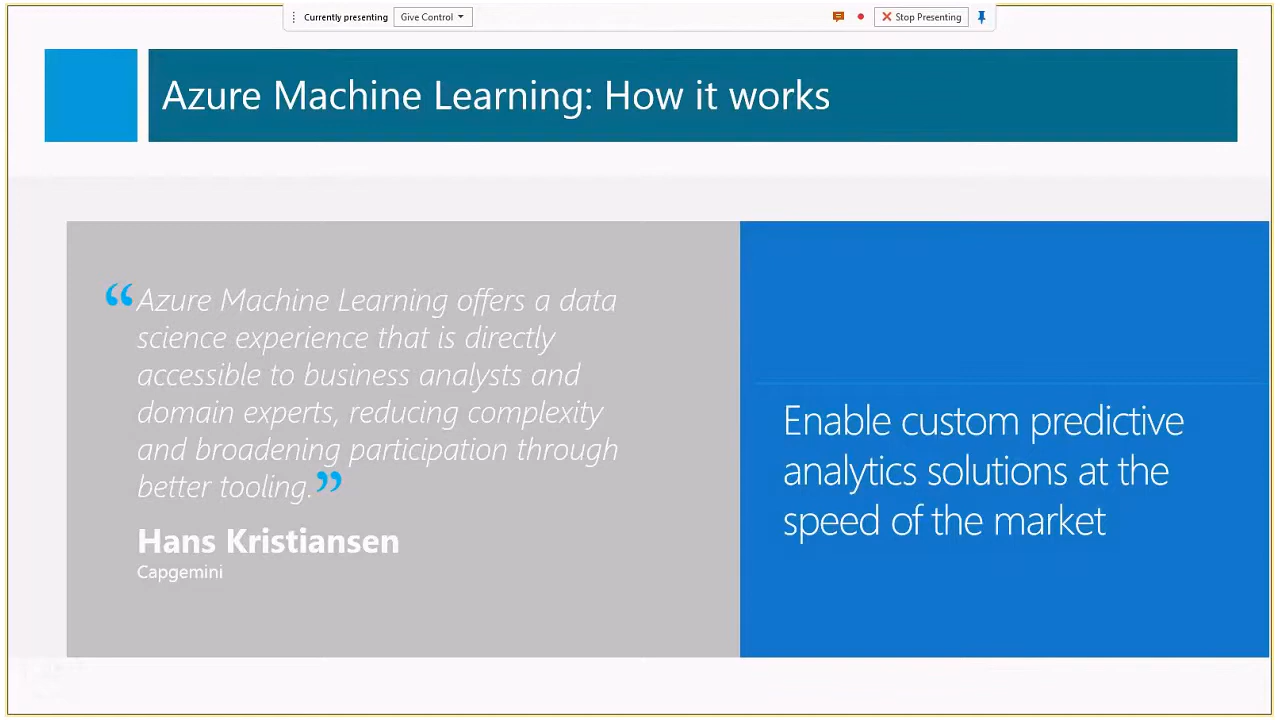 Currently presenting Give Control Stop Presenting
Azure Machine Learning: How it works
“Azure Machine Learning offers a data
science experience that is directly
accessible to business analysts and
domain experts, reducing complexity
and broadening participation through
better tooling.”
Hans Kristiansen
Capgemini
Enable custom predictive
analytics solutions at the
speed of the market